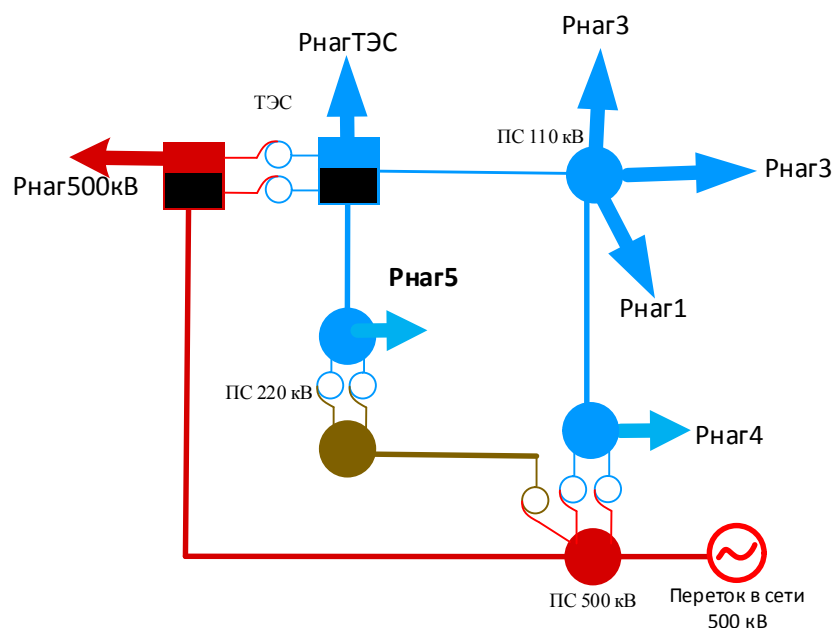 Рнаг3
РнагТЭС
ТЭС
ПС 110 кВ
Рнаг3
Рнаг500кВ
Рнаг5
Рнаг1
ПС 220 кВ
Рнаг4
ПС 500 кВ
Переток в сети
500 кВ